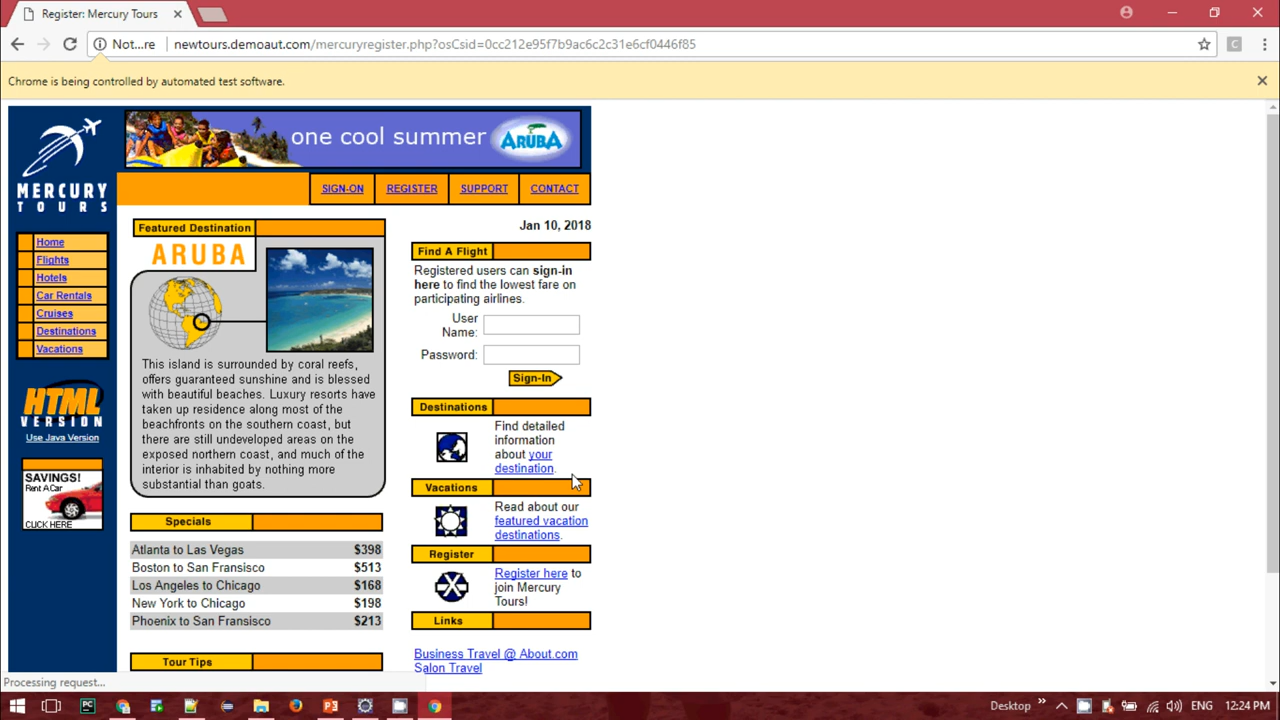 Register: Mercury Tours
Not...re
newtours.demoaut.com/mercuryregister.php?osCsid=0cc212e95f7b9ac6c2c31e6cf0446f85
C
Chrome is being controlled by automated test software.
one cool summer
ARUBA
MERCURY
TOURS
SIGN-ON
REGISTER
SUPPORT
CONTACT
Home
Flights
Hotels
Car Rentals
Cruises
Destinations
Vacations
HTML
VERSION
Use Java Version
SAVINGS!
Rent A Car
CLICK HERE
Featured Destination
ARUBA
This island is surrounded by coral reefs,
offers guaranteed sunshine and is blessed
with beautiful beaches. Luxury resorts have
taken up residence along most of the
beachfronts on the southern coast, but
there are still undeveloped areas on the
exposed northern coast, and much of the
interior is inhabited by nothing more
substantial than goats.
Specials
Atlanta to Las Vegas $398
Boston to San Fransisco $513
Los Angeles to Chicago $168
New York to Chicago $198
Phoenix to San Fransisco $213
Tour Tips
Jan 10, 2018
Find A Flight
Registered users can sign-in
here to find the lowest fare on
participating airlines.
User
Name:
Password:
Sign-In
Destinations
Find detailed
information
about your
destination.
Vacations
Read about our
featured vacation
destinations.
Register
Register here to
join Mercury
Tours!
Links
Business Travel @ About.com
Salon Travel
Processing request...
PC
Desktop
ENG
12:24 PM